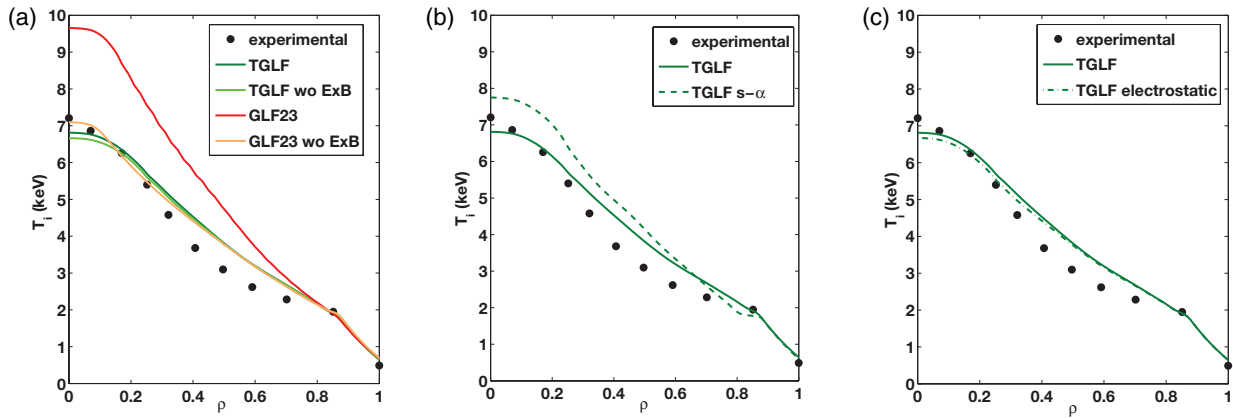 (a)
T_i (keV)
10
9
8
7
6
5
4
3
2
1
0
experimental
TGLF
TGLF wo ExB
GLF23
GLF23 wo ExB
0 0.2 0.4 0.6 0.8 1
ρ
(b)
T_i (keV)
10
9
8
7
6
5
4
3
2
1
0
experimental
TGLF
TGLF s−α
0 0.2 0.4 0.6 0.8 1
ρ
(c)
T_i (keV)
10
9
8
7
6
5
4
3
2
1
0
experimental
TGLF
TGLF electrostatic
0 0.2 0.4 0.6 0.8 1
ρ